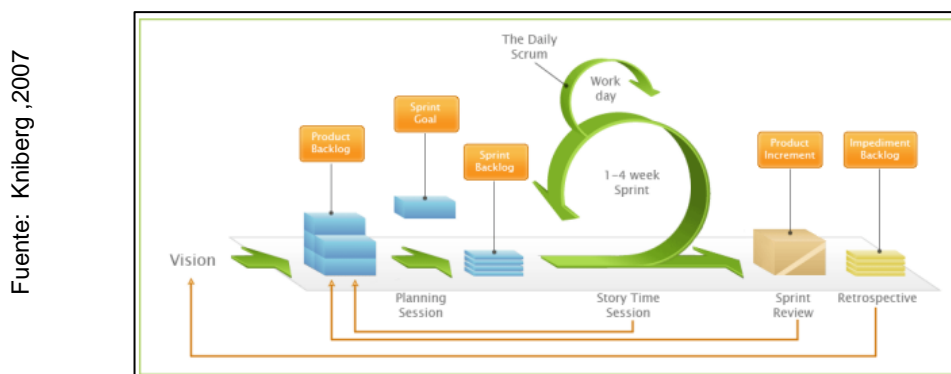 Fuente: Kniberg ,2007
The Daily
Scrum
Work
day
Sprint
Goal
Product
Backlog
Sprint
Backlog
1-4 week
Sprint
Product
Increment
Impediment
Backlog
Vision
Planning
Session
Story Time
Session
Sprint
Review
Retrospective